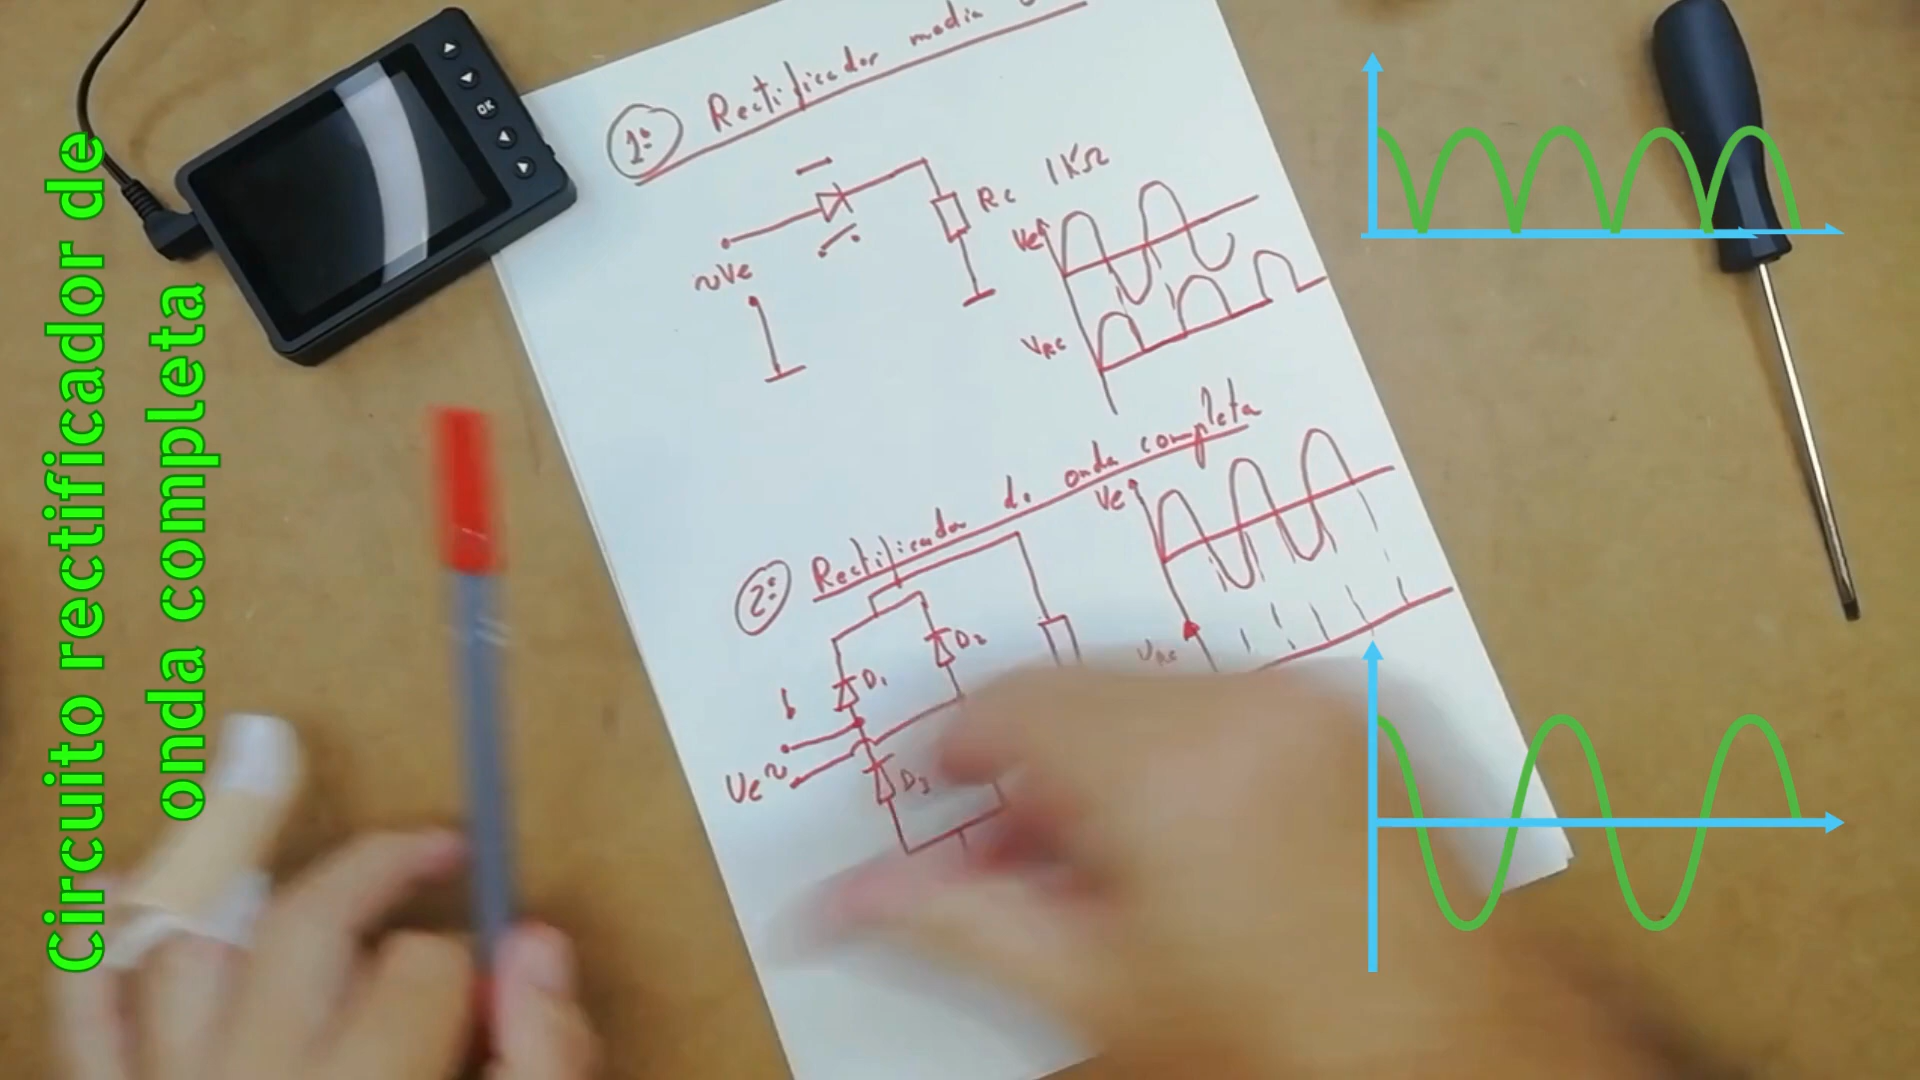 Circuito rectificador de
onda completa
OK
1º
Rectificador media
1KΩ
Rc
Ve
~Ve
VRc
2º
Rectificador de onda completa
Ve
D2
D1
VRc
Ve~
D3